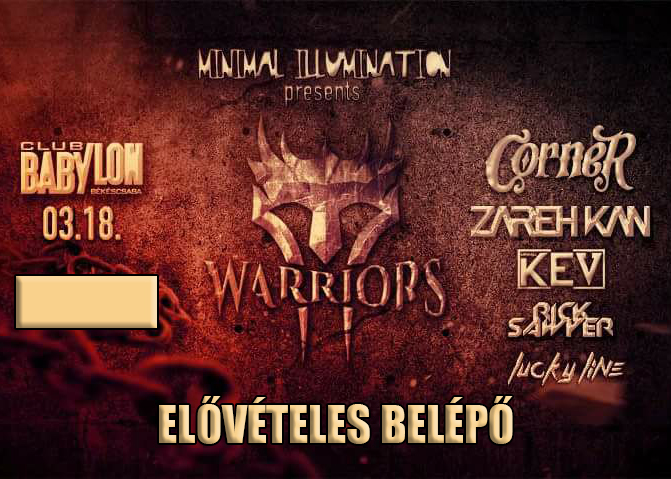 MINIMAL ILLUMINATION
presents
CLUB
BABYLON
BÉKÉSCSABA
03.18.
WARRIORS
II
CORNER
ZAREH KAN
KEV
RICK
SAWYER
lucky line
ELŐVÉTELES BELÉPŐ